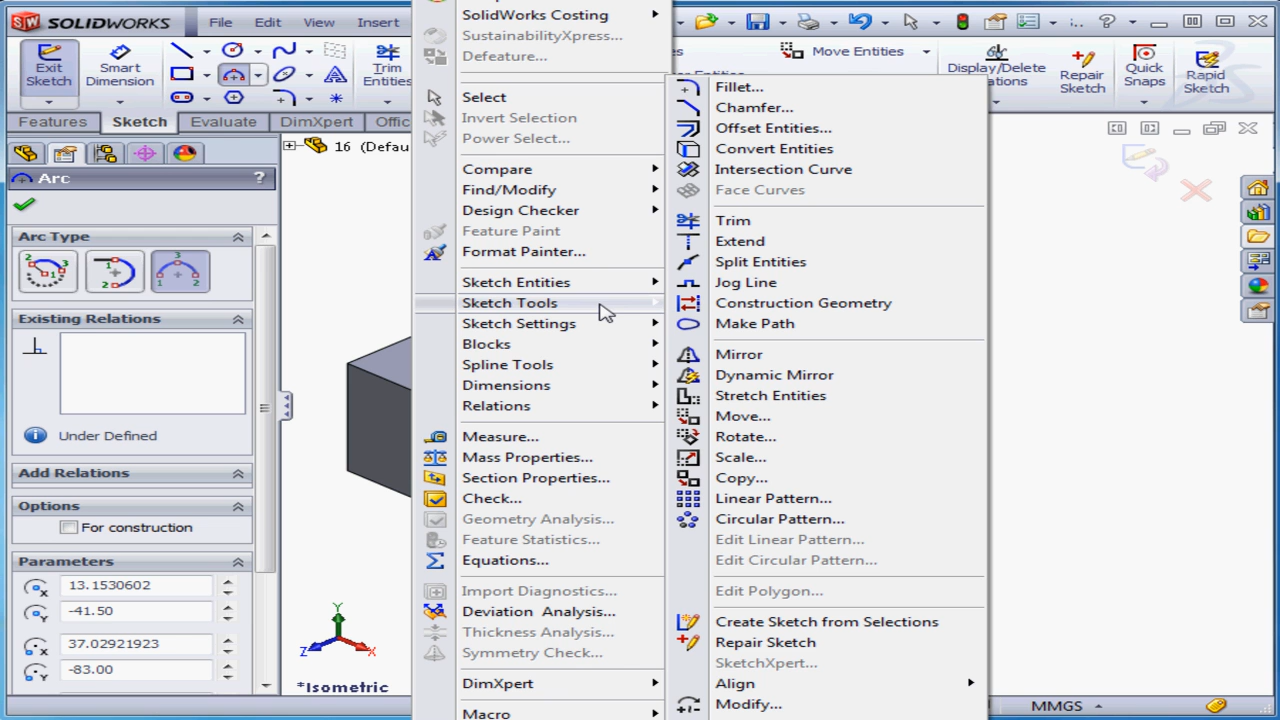 SOLIDWORKS
File
Edit
View
Insert
Exit
Sketch
Smart
Dimension
Trim
Entities
Move Entities
Display/Delete
Repair
Sketch
Quick
Snaps
Rapid
Sketch
Features
Sketch
Evaluate
DimXpert
Offic
Arc
?
Arc Type
Existing Relations
Under Defined
Add Relations
Options
For construction
Parameters
13.1530602
-41.50
37.02921923
-83.00
16 (Defau
Y
Z
X
*Isometric
SolidWorks Costing
SustainabilityXpress...
Defeature...
Select
Invert Selection
Power Select...
Compare
Find/Modify
Design Checker
Feature Paint
Format Painter...
Sketch Entities
Sketch Tools
Sketch Settings
Blocks
Spline Tools
Dimensions
Relations
Measure...
Mass Properties...
Section Properties...
Check...
Geometry Analysis...
Feature Statistics...
Equations...
Import Diagnostics...
Deviation Analysis...
Thickness Analysis...
Symmetry Check...
DimXpert
Macro
Fillet...
Chamfer...
Offset Entities...
Convert Entities
Intersection Curve
Face Curves
Trim
Extend
Split Entities
Jog Line
Construction Geometry
Make Path
Mirror
Dynamic Mirror
Stretch Entities
Move...
Rotate...
Scale...
Copy...
Linear Pattern...
Circular Pattern...
Edit Linear Pattern...
Edit Circular Pattern...
Edit Polygon...
Create Sketch from Selections
Repair Sketch
SketchXpert...
Align
Modify...
MMGS